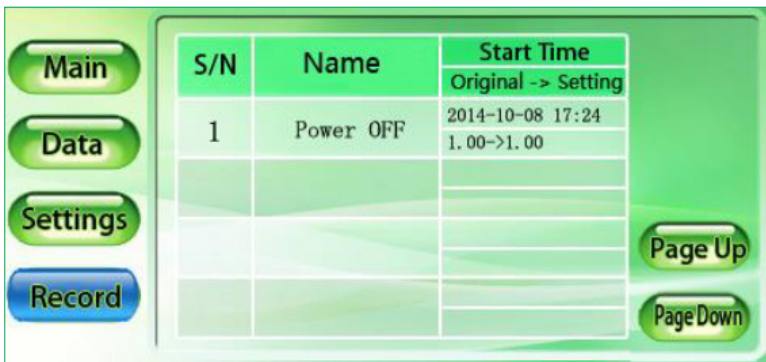 Main
Data
Settings
Record
S/N Name Start Time
Original -> Setting
1 Power OFF 2014-10-08 17:24
1.00->1.00
Page Up
Page Down